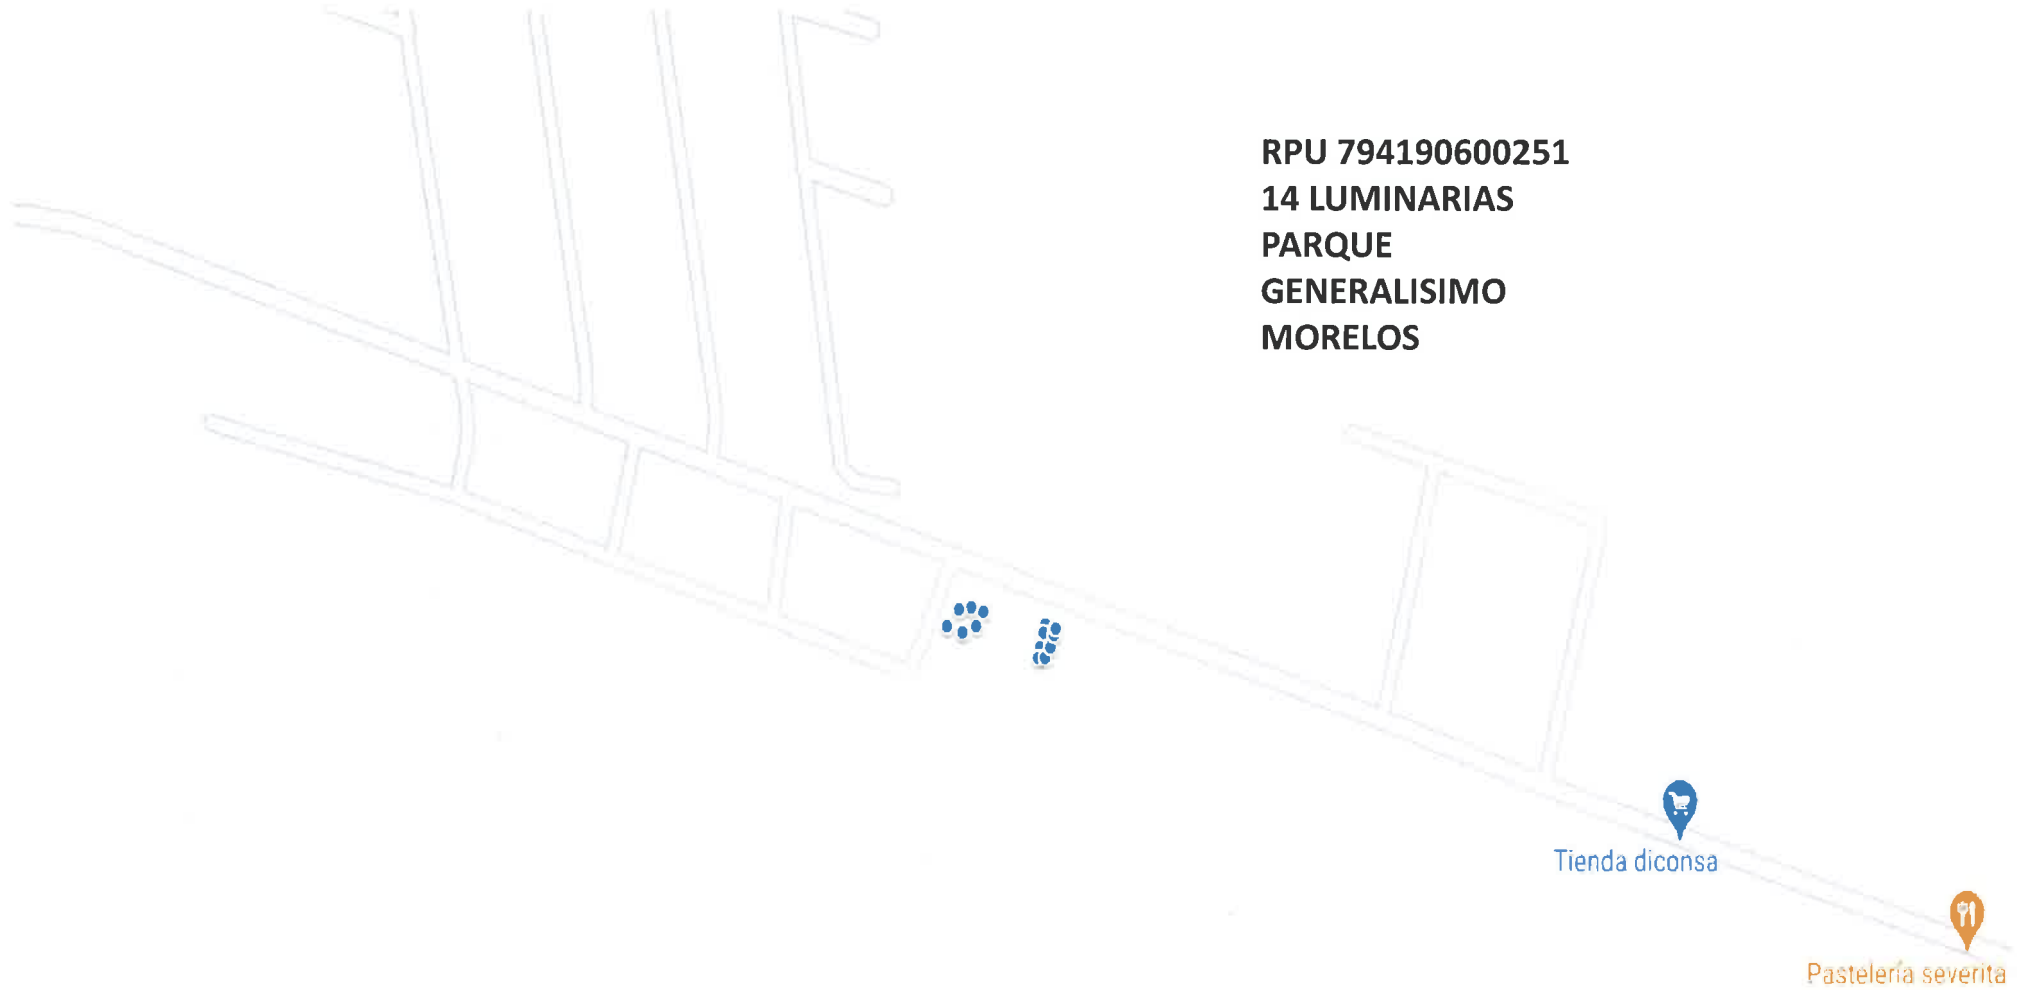 RPU 794190600251
14 LUMINARIAS
PARQUE
GENERALISIMO
MORELOS
Tienda diconsa
Pastelería severita